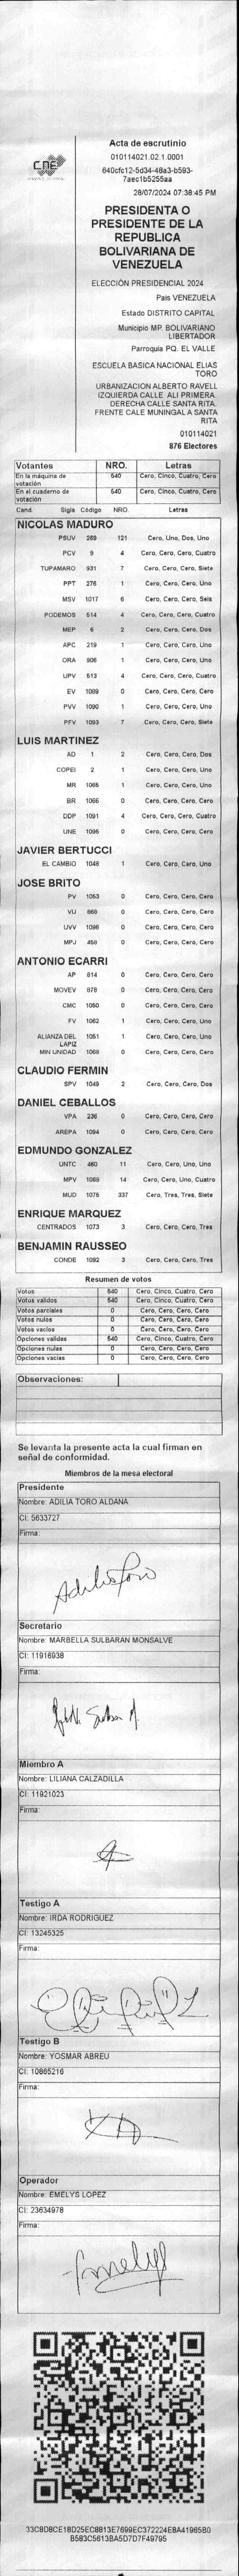 CNE
Acta de escrutinio
010114021.02.1.0001
640cfc12-5d34-48a3-b593-
7aec1b5255aa
28/07/2024 07:38:45 PM
PRESIDENTA O
PRESIDENTE DE LA
REPUBLICA
BOLIVARIANA DE
VENEZUELA
ELECCIÓN PRESIDENCIAL 2024
País VENEZUELA
Estado DISTRITO CAPITAL
Municipio MP. BOLIVARIANO
LIBERTADOR
Parroquia PQ. EL VALLE
ESCUELA BASICA NACIONAL ELIAS
TORO
URBANIZACION ALBERTO RAVELL
IZQUIERDA CALLE ALI PRIMERA.
DERECHA CALLE SANTA RITA.
FRENTE CALE MUNINGAL A SANTA
RITA
010114021
876 Electores
Votantes NRO. Letras
En la máquina de votación 540 Cero, Cinco, Cuatro, Cero
En el cuaderno de votación 540 Cero, Cinco, Cuatro, Cero
Cand. Sigla Código NRO. Letras
NICOLAS MADURO
PSUV 269 121 Cero, Uno, Dos, Uno
PCV 9 4 Cero, Cero, Cero, Cuatro
TUPAMARO 931 7 Cero, Cero, Cero, Siete
PPT 276 1 Cero, Cero, Cero, Uno
MSV 1017 6 Cero, Cero, Cero, Seis
PODEMOS 514 4 Cero, Cero, Cero, Cuatro
MEP 6 2 Cero, Cero, Cero, Dos
APC 219 1 Cero, Cero, Cero, Uno
ORA 906 1 Cero, Cero, Cero, Uno
UPV 513 4 Cero, Cero, Cero, Cuatro
EV 1089 0 Cero, Cero, Cero, Cero
PVV 1090 1 Cero, Cero, Cero, Uno
PFV 1093 7 Cero, Cero, Cero, Siete
LUIS MARTINEZ
AD 1 2 Cero, Cero, Cero, Dos
COPEI 2 1 Cero, Cero, Cero, Uno
MR 1065 1 Cero, Cero, Cero, Uno
BR 1066 0 Cero, Cero, Cero, Cero
DDP 1091 4 Cero, Cero, Cero, Cuatro
UNE 1095 0 Cero, Cero, Cero, Cero
JAVIER BERTUCCI
EL CAMBIO 1048 1 Cero, Cero, Cero, Uno
JOSE BRITO
PV 1053 0 Cero, Cero, Cero, Cero
VU 868 0 Cero, Cero, Cero, Cero
UVV 1096 0 Cero, Cero, Cero, Cero
MPJ 458 0 Cero, Cero, Cero, Cero
ANTONIO ECARRI
AP 814 0 Cero, Cero, Cero, Cero
MOVEV 878 0 Cero, Cero, Cero, Cero
CMC 1050 0 Cero, Cero, Cero, Cero
FV 1062 1 Cero, Cero, Cero, Uno
ALIANZA DEL LAPIZ 1051 1 Cero, Cero, Cero, Uno
MIN UNIDAD 1068 0 Cero, Cero, Cero, Cero
CLAUDIO FERMIN
SPV 1049 2 Cero, Cero, Cero, Dos
DANIEL CEBALLOS
VPA 236 0 Cero, Cero, Cero, Cero
AREPA 1094 0 Cero, Cero, Cero, Cero
EDMUNDO GONZALEZ
UNTC 460 11 Cero, Cero, Uno, Uno
MPV 1069 14 Cero, Cero, Uno, Cuatro
MUD 1075 337 Cero, Tres, Tres, Siete
ENRIQUE MARQUEZ
CENTRADOS 1073 3 Cero, Cero, Cero, Tres
BENJAMIN RAUSSEO
CONDE 1092 3 Cero, Cero, Cero, Tres
Resumen de votos
Votos 540 Cero, Cinco, Cuatro, Cero
Votos validos 540 Cero, Cinco, Cuatro, Cero
Votos parciales 0 Cero, Cero, Cero, Cero
Votos nulos 0 Cero, Cero, Cero, Cero
Votos vacios 0 Cero, Cero, Cero, Cero
Opciones validas 540 Cero, Cinco, Cuatro, Cero
Opciones nulas 0 Cero, Cero, Cero, Cero
Opciones vacias 0 Cero, Cero, Cero, Cero
Observaciones:
Se levanta la presente acta la cual firman en
señal de conformidad.
Miembros de la mesa electoral
Presidente
Nombre: ADILIA TORO ALDANA
CI: 5633727
Firma:
Secretario
Nombre: MARBELLA SULBARAN MONSALVE
CI: 11916938
Firma:
Miembro A
Nombre: LILIANA CALZADILLA
CI: 11921023
Firma:
Testigo A
Nombre: IRDA RODRIGUEZ
CI: 13245325
Firma:
Testigo B
Nombre: YOSMAR ABREU
CI: 10865216
Firma:
Operador
Nombre: EMELYS LOPEZ
CI: 23634978
Firma:
33C8D8CE18D25EC8813E7699EC372224E8A41965B0
B583C5613BA5D7D7F49795